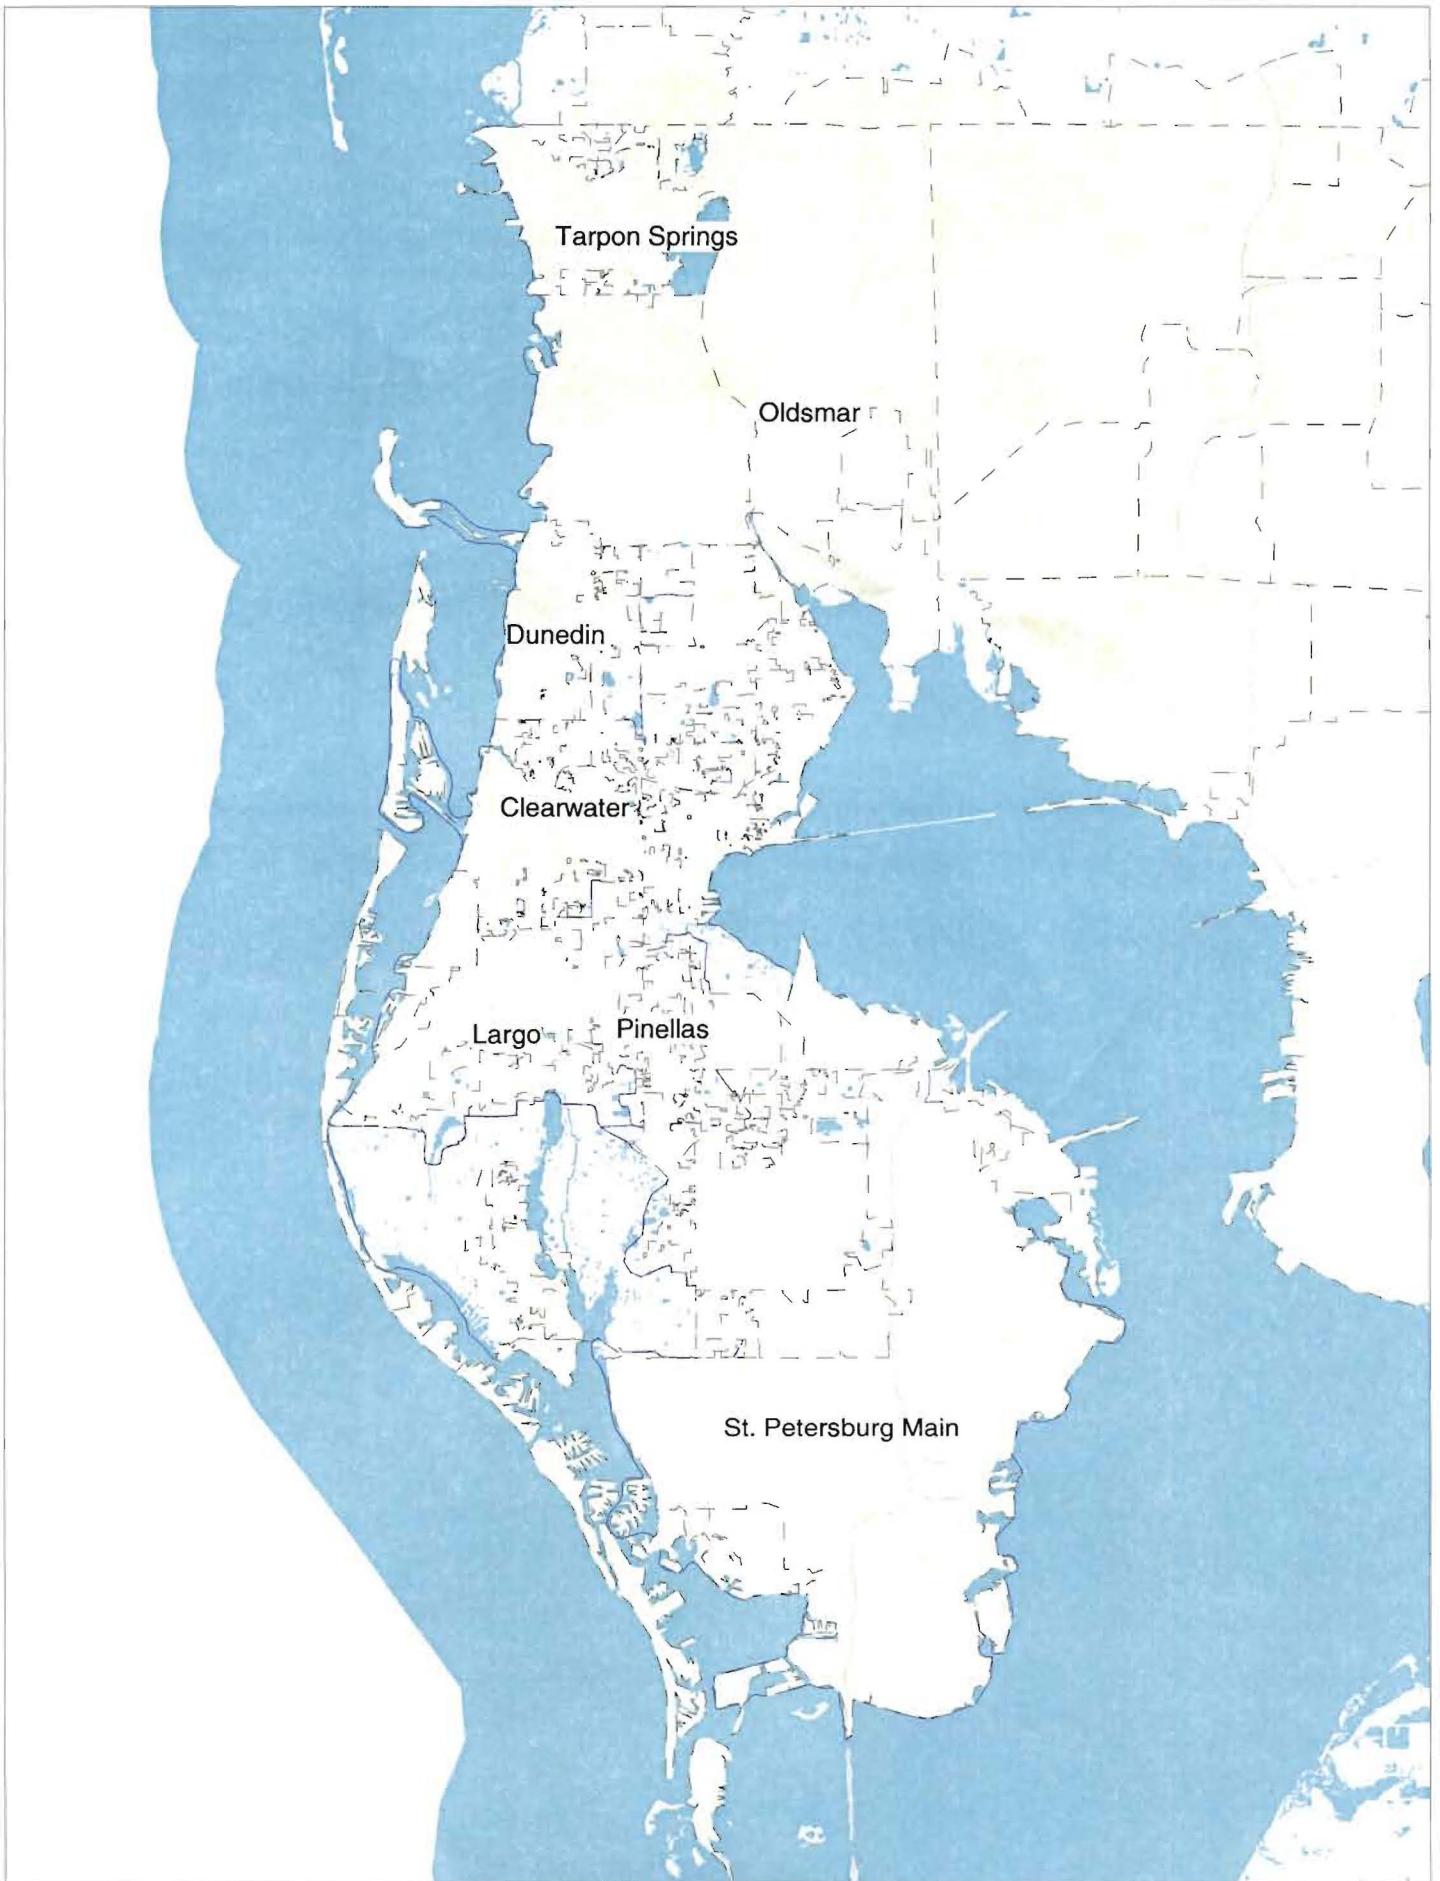 Tarpon Springs
Oldsmar
Dunedin
Clearwater
Largo
Pinellas
St. Petersburg Main